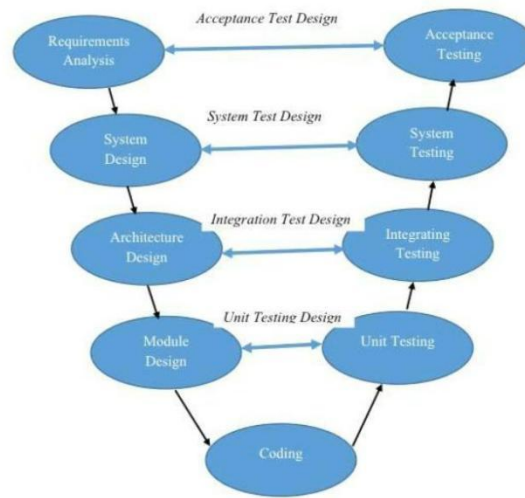 Acceptance Test Design
Requirements
Analysis
Acceptance
Testing
System Test Design
System
Design
System
Testing
Integration Test Design
Architecture
Design
Integrating
Testing
Unit Testing Design
Module
Design
Unit Testing
Coding